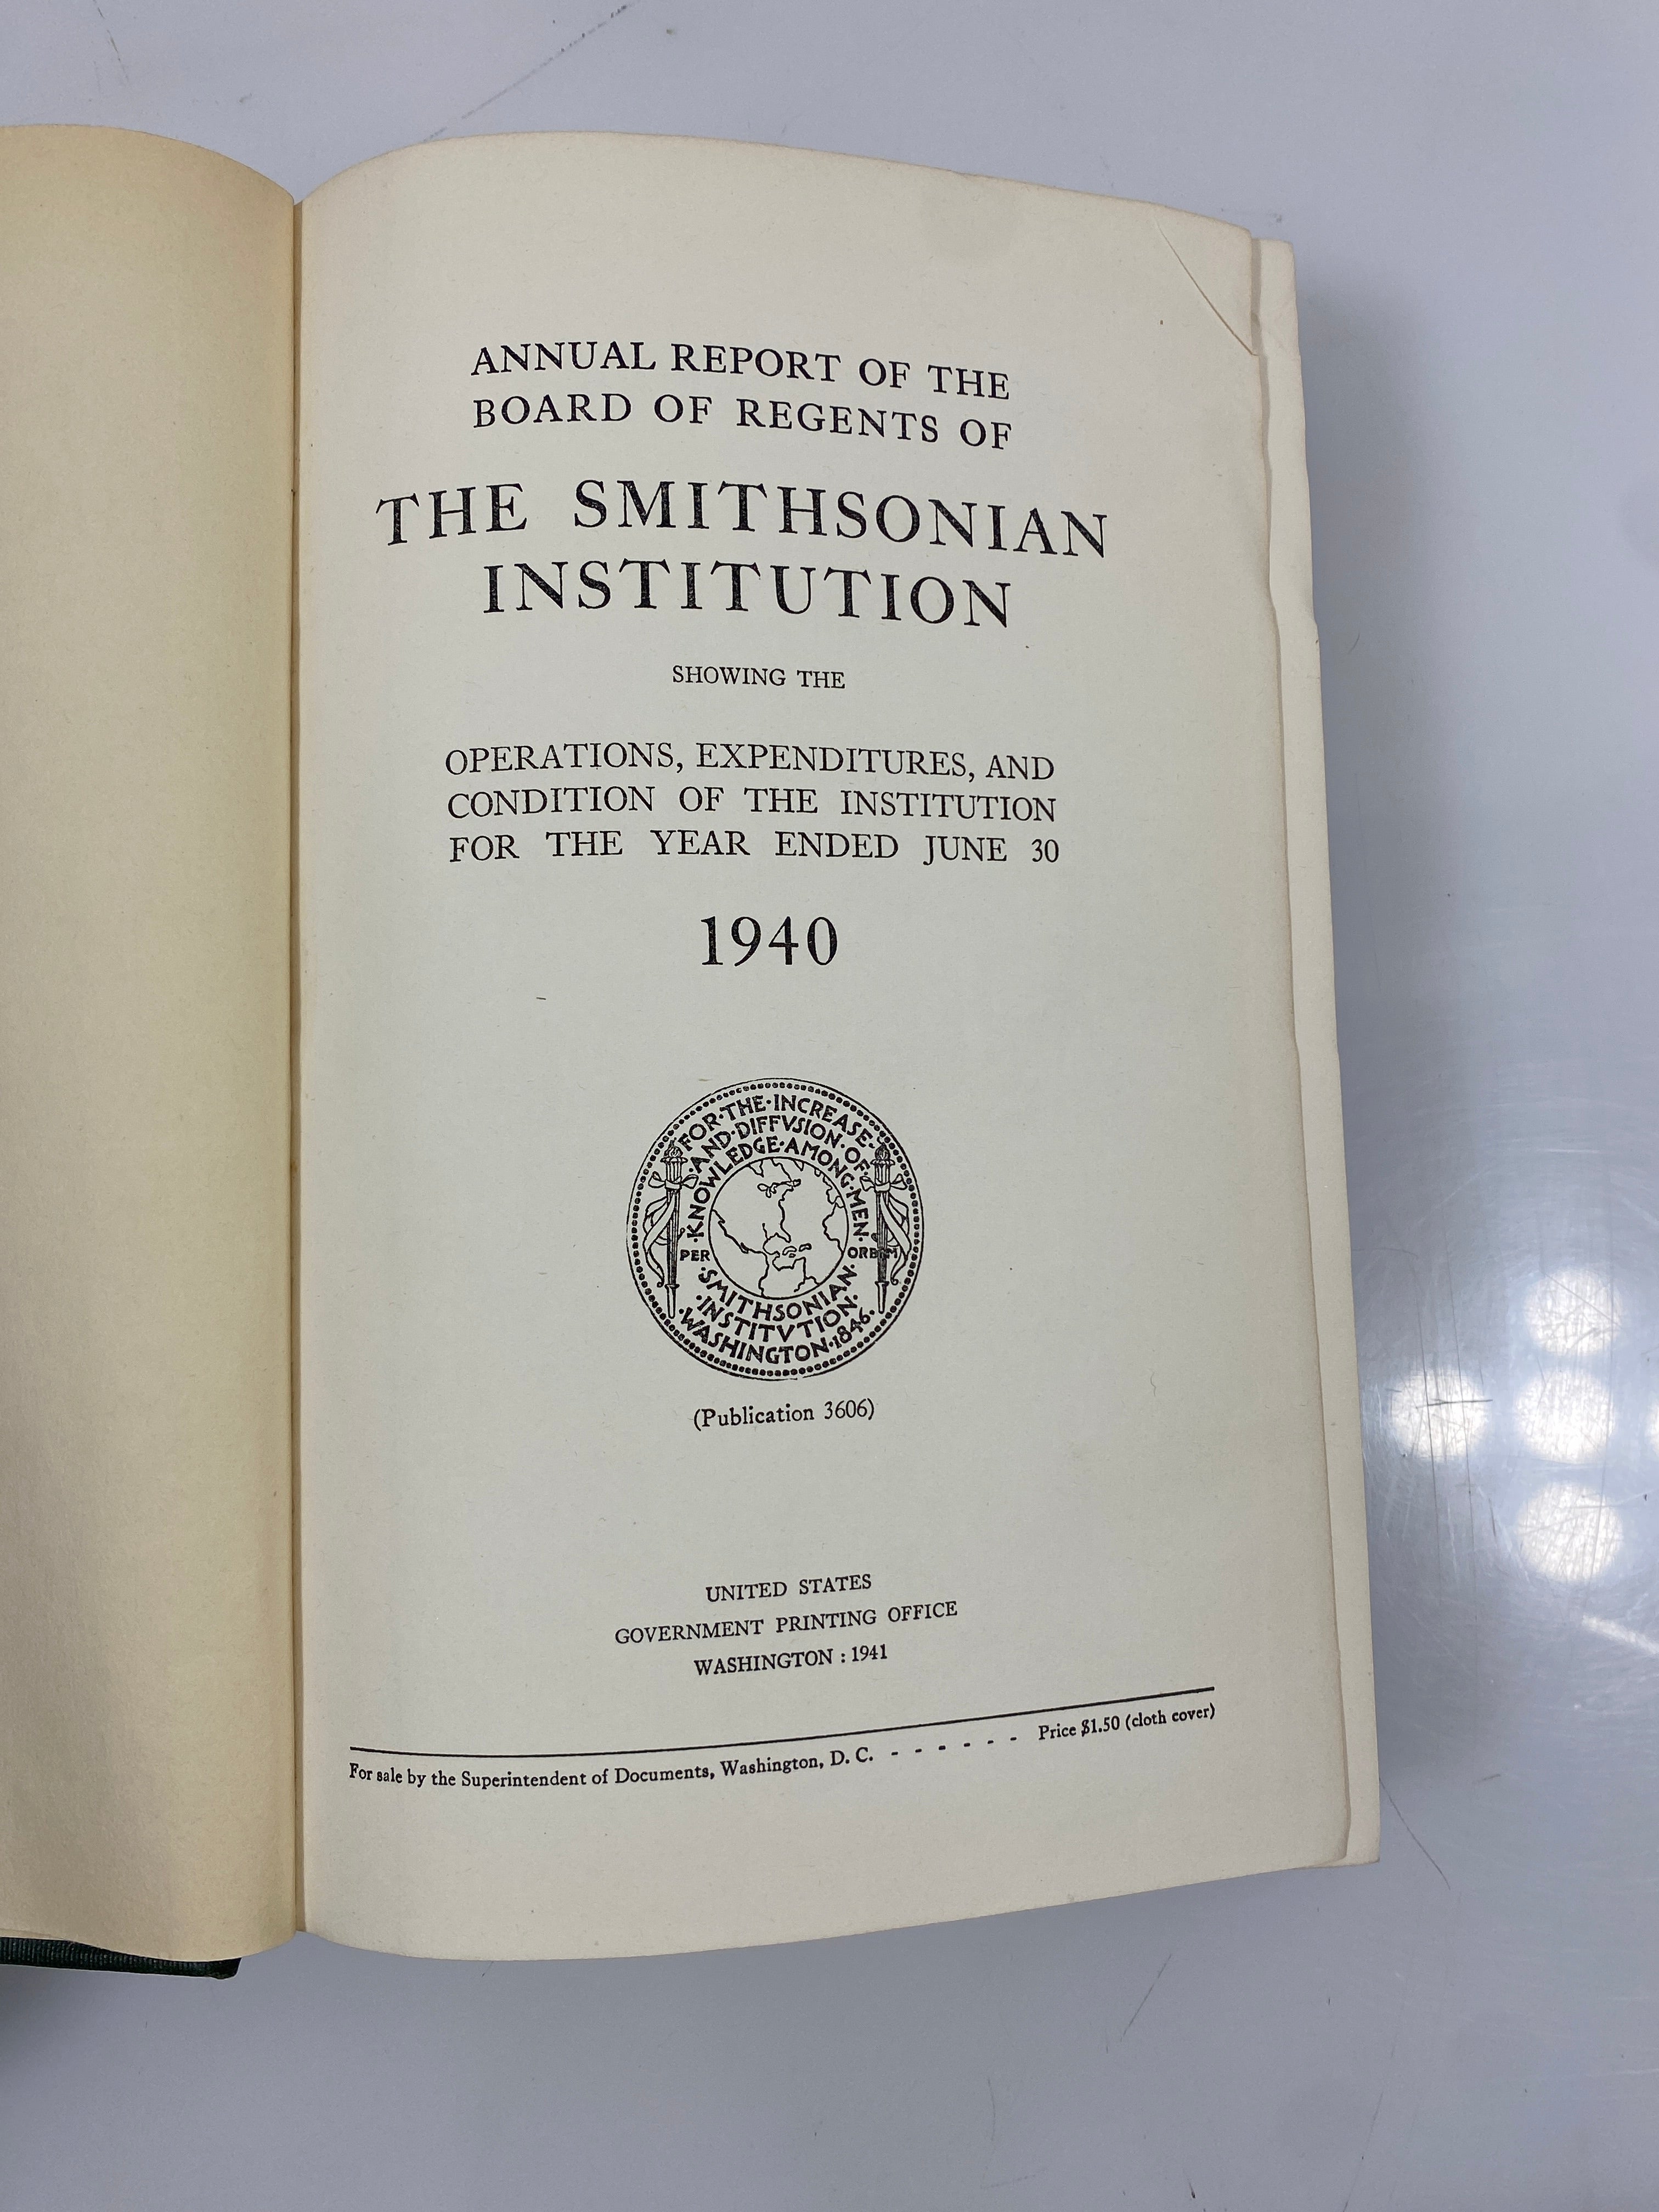 ANNUAL REPORT OF THE
BOARD OF REGENTS OF
THE SMITHSONIAN
INSTITUTION
SHOWING THE
OPERATIONS, EXPENDITURES, AND
CONDITION OF THE INSTITUTION
FOR THE YEAR ENDED JUNE 30
1940
FOR·THE·INCREASE·
·AND·DIFFVSION·OF·
·KNOWLEDGE·AMONG·MEN·
PER ORBEM
·SMITHSONIAN·
·INSTITVTION·
·WASHINGTON·1846·
(Publication 3606)
UNITED STATES
GOVERNMENT PRINTING OFFICE
WASHINGTON : 1941
For sale by the Superintendent of Documents, Washington, D. C. - - - - - - Price $1.50 (cloth cover)